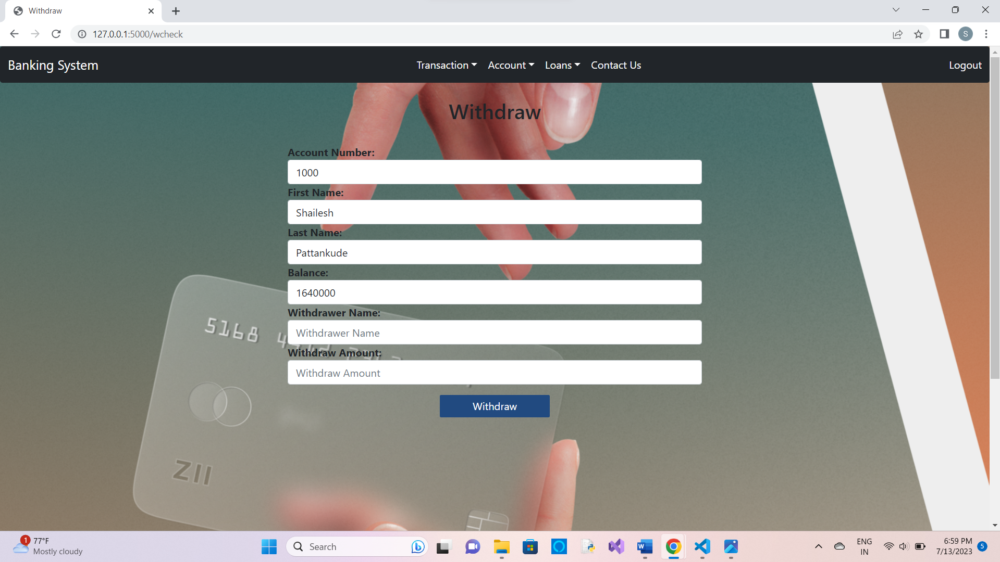 Withdraw
127.0.0.1:5000/wcheck
S
Banking System
Transaction Account Loans Contact Us
Logout
Withdraw
Account Number:
1000
First Name:
Shailesh
Last Name:
Pattankude
Balance:
1640000
Withdrawer Name:
Withdrawer Name
Withdraw Amount:
Withdraw Amount
Withdraw
5168
ZII
1
77°F
Mostly cloudy
Search
W
ENG
IN
6:59 PM
7/13/2023
5